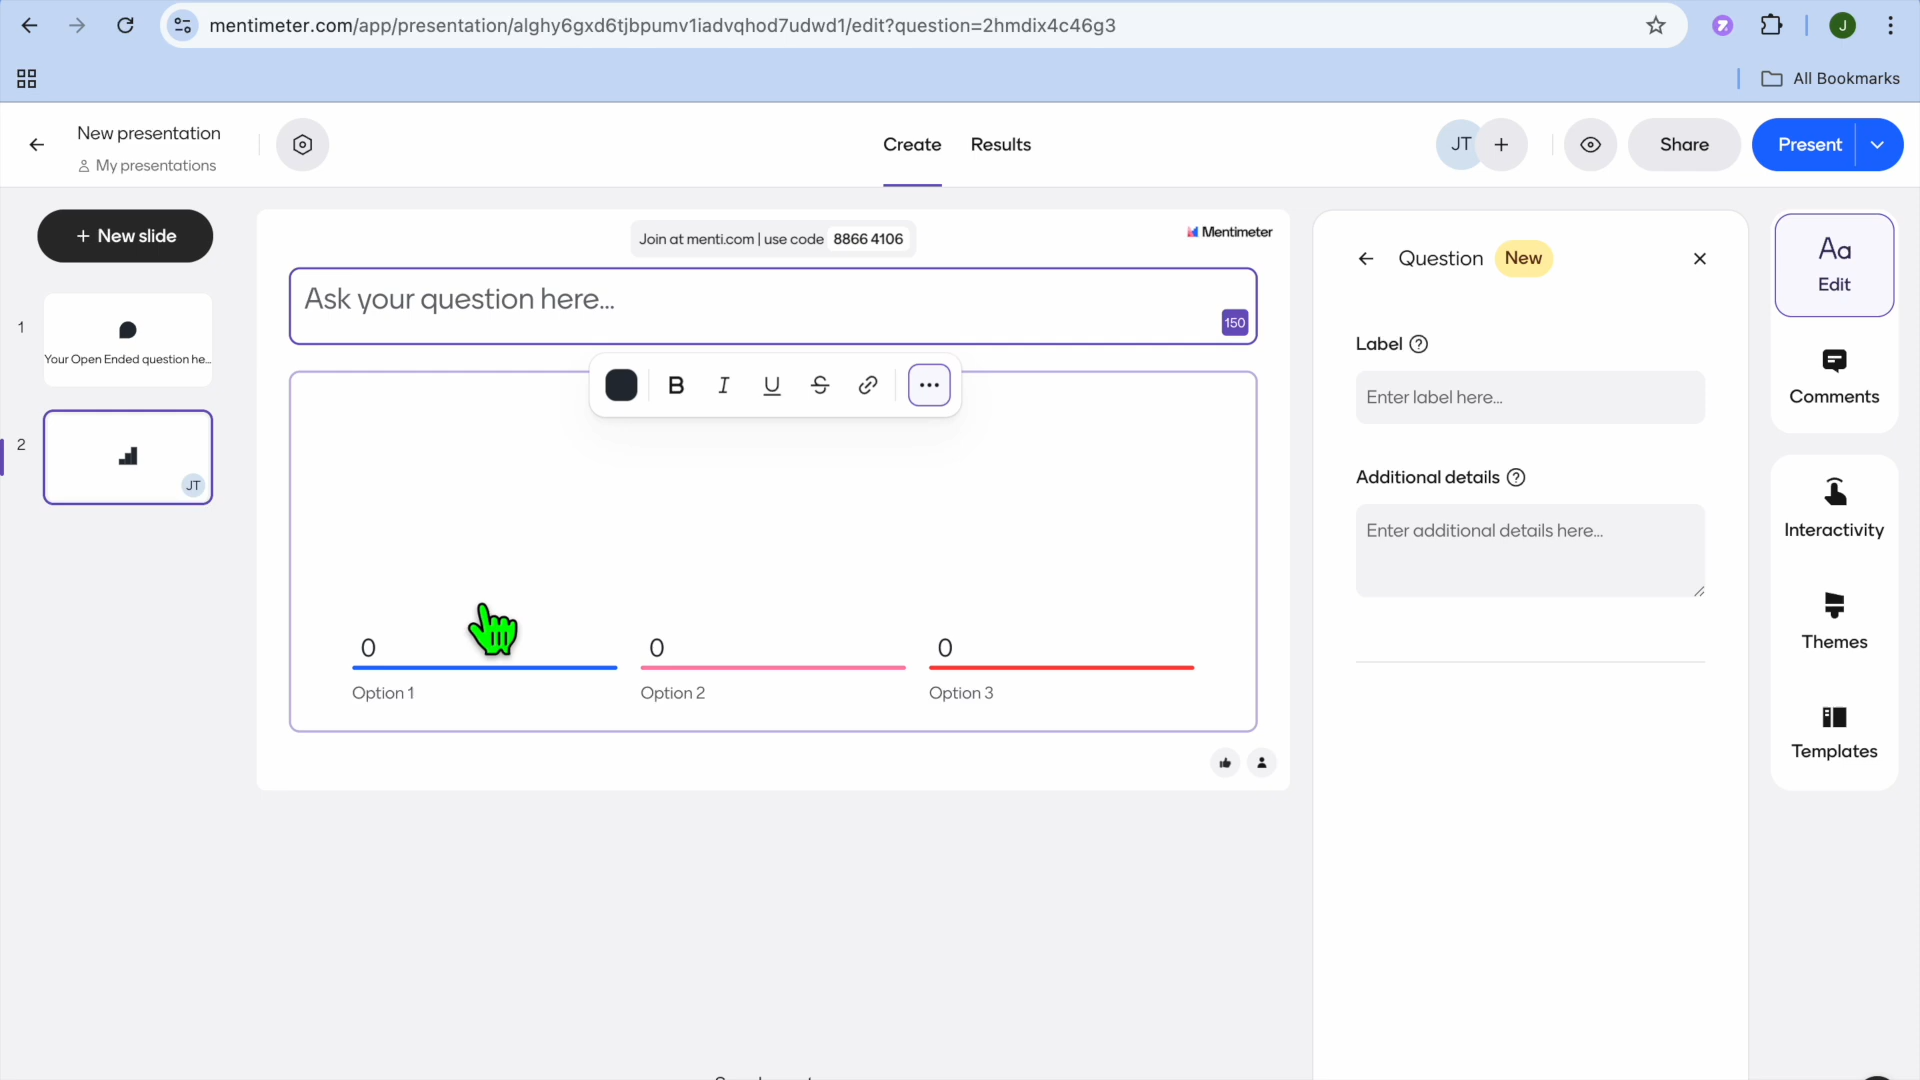 mentimeter.com/app/presentation/alghy6gxd6tjbpumv1iadvqhod7udwd1/edit?question=2hmdix4c46g3
J
All Bookmarks
New presentation
My presentations
Create
Results
JT
Share
Present
New slide
1
Your Open Ended question he...
2
JT
Join at menti.com | use code 8866 4106
Mentimeter
Ask your question here...
150
B I U S
0
0
0
Option 1
Option 2
Option 3
Question
New
Label
Enter label here...
Additional details
Enter additional details here...
Aa
Edit
Comments
Interactivity
Themes
Templates